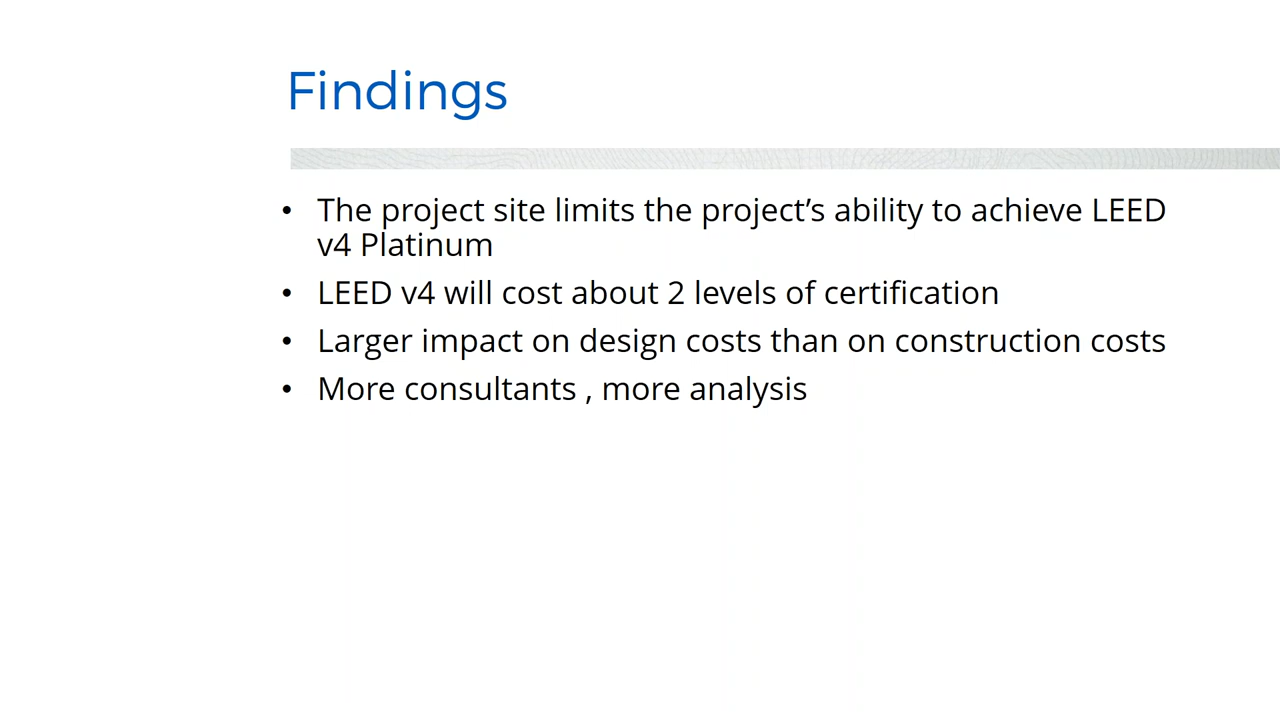 Findings
• The project site limits the project’s ability to achieve LEED
v4 Platinum
• LEED v4 will cost about 2 levels of certification
• Larger impact on design costs than on construction costs
• More consultants , more analysis